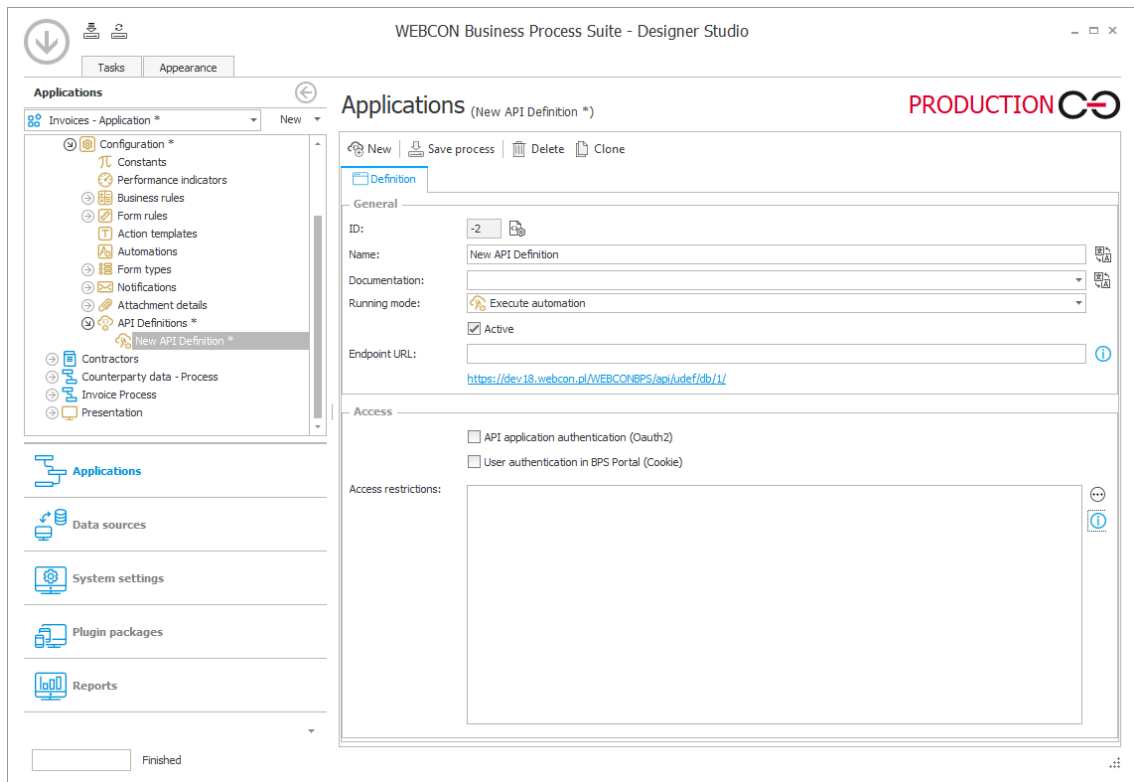 WEBCON Business Process Suite - Designer Studio
Tasks
Appearance
Applications
Invoices - Application *
New
Configuration *
Constants
Performance indicators
Business rules
Form rules
Action templates
Automations
Form types
Notifications
Attachment details
API Definitions *
New API Definition *
Contractors
Counterparty data - Process
Invoice Process
Presentation
Applications
Data sources
System settings
Plugin packages
Reports
Finished
Applications (New API Definition *)
PRODUCTION
New
Save process
Delete
Clone
Definition
General
ID:
-2
Name:
New API Definition
Documentation:
Running mode:
Execute automation
Active
Endpoint URL:
https://dev18.webcon.pl/WEBCONBPS/api/udef/db/1/
Access
API application authentication (Oauth2)
User authentication in BPS Portal (Cookie)
Access restrictions: